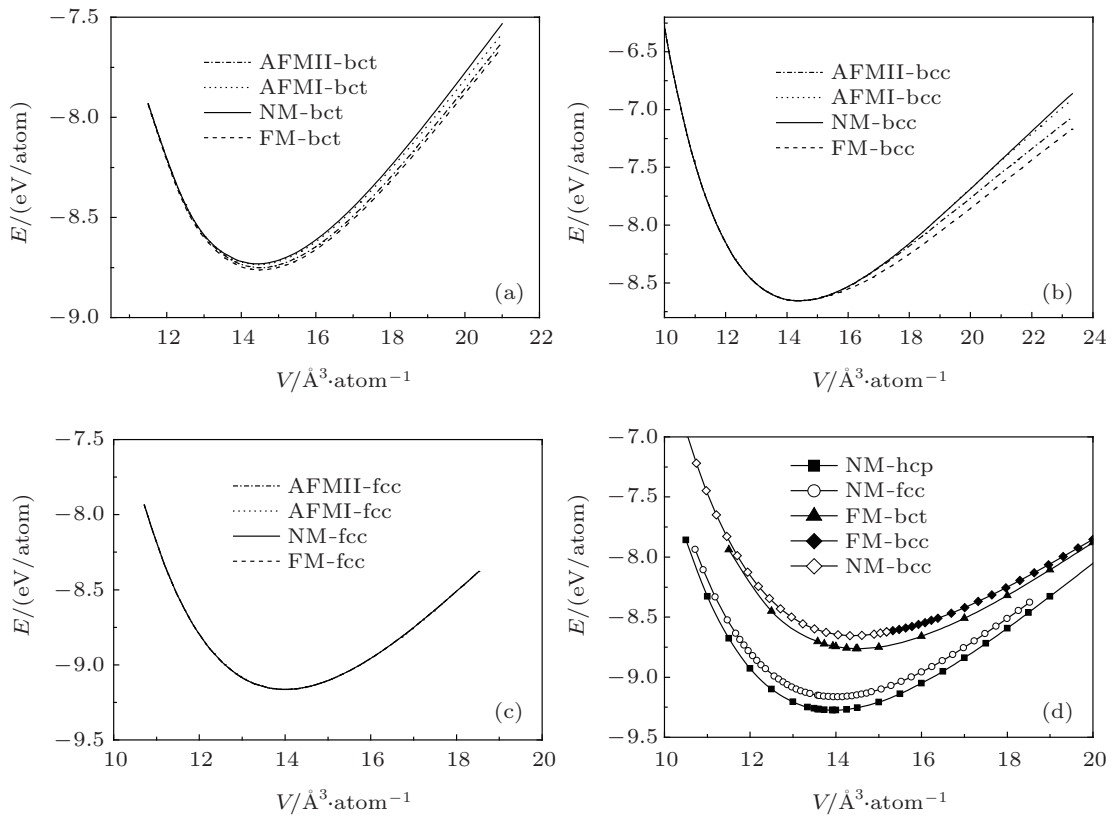 −7.5
−8.0
−8.5
−9.0
E/(eV/atom)
AFMII-bct
AFMI-bct
NM-bct
FM-bct
(a)
12 14 16 18 20 22
V/Å³·atom⁻¹
−6.5
−7.0
−7.5
−8.0
−8.5
E/(eV/atom)
AFMII-bcc
AFMI-bcc
NM-bcc
FM-bcc
(b)
10 12 14 16 18 20 22 24
V/Å³·atom⁻¹
−7.5
−8.0
−8.5
−9.0
−9.5
E/(eV/atom)
AFMII-fcc
AFMI-fcc
NM-fcc
FM-fcc
(c)
10 12 14 16 18 20
V/Å³·atom⁻¹
−7.0
−7.5
−8.0
−8.5
−9.0
−9.5
E/(eV/atom)
NM-hcp
NM-fcc
FM-bct
FM-bcc
NM-bcc
(d)
10 12 14 16 18 20
V/Å³·atom⁻¹